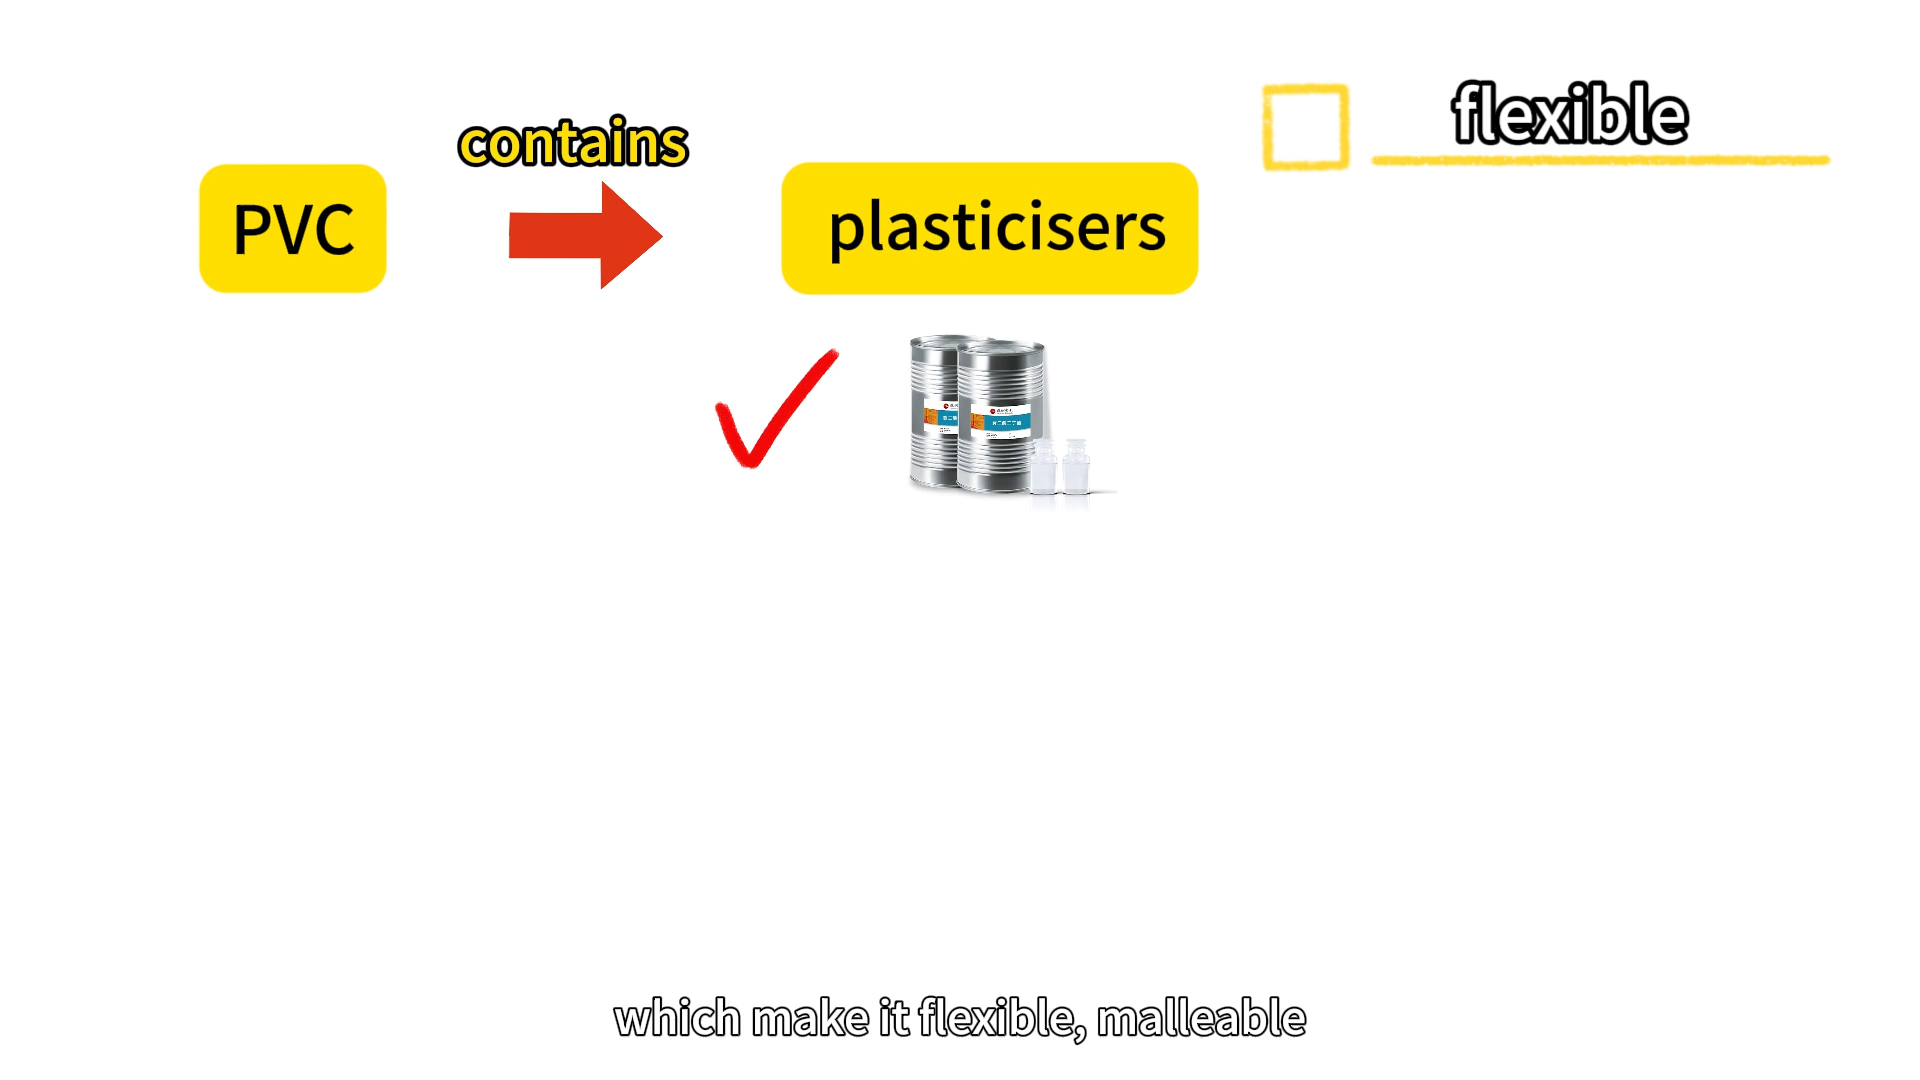 flexible
contains
PVC
plasticisers
which make it flexible, malleable